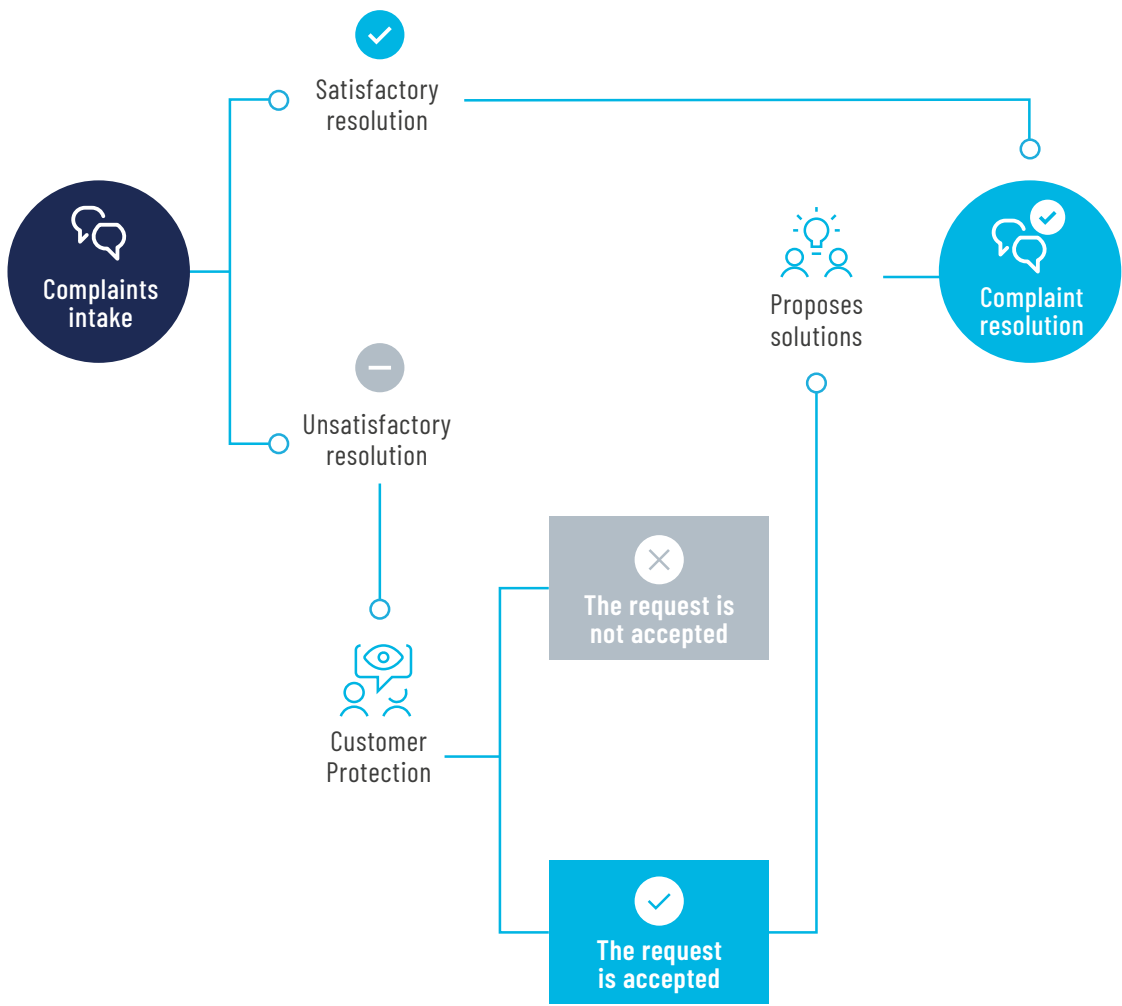 Satisfactory
resolution
Complaints
intake
Proposes
solutions
Complaint
resolution
Unsatisfactory
resolution
The request is
not accepted
Customer
Protection
The request
is accepted